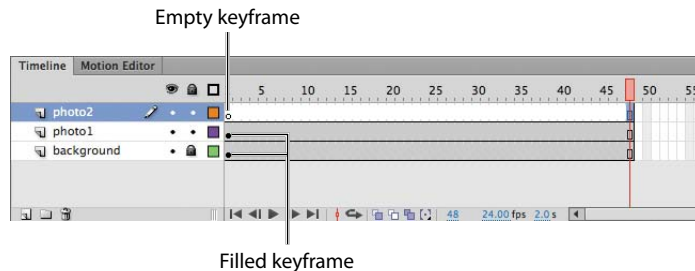 Empty keyframe
Timeline Motion Editor
5 10 15 20 25 30 35 40 45 50 55
photo2
photo1
background
48 24.00 fps 2.0 s
Filled keyframe